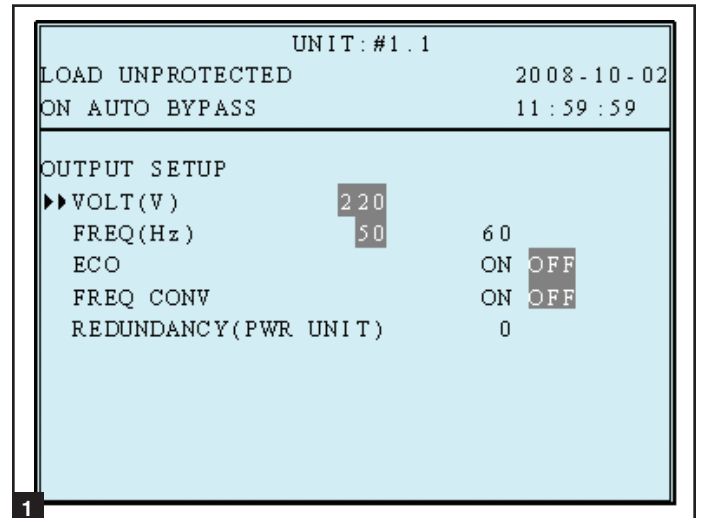 UNIT:#1.1
LOAD UNPROTECTED 2008-10-02
ON AUTO BYPASS 11:59:59
OUTPUT SETUP
VOLT(V) 220
FREQ(Hz) 50 60
ECO ON OFF
FREQ CONV ON OFF
REDUNDANCY(PWR UNIT) 0
1